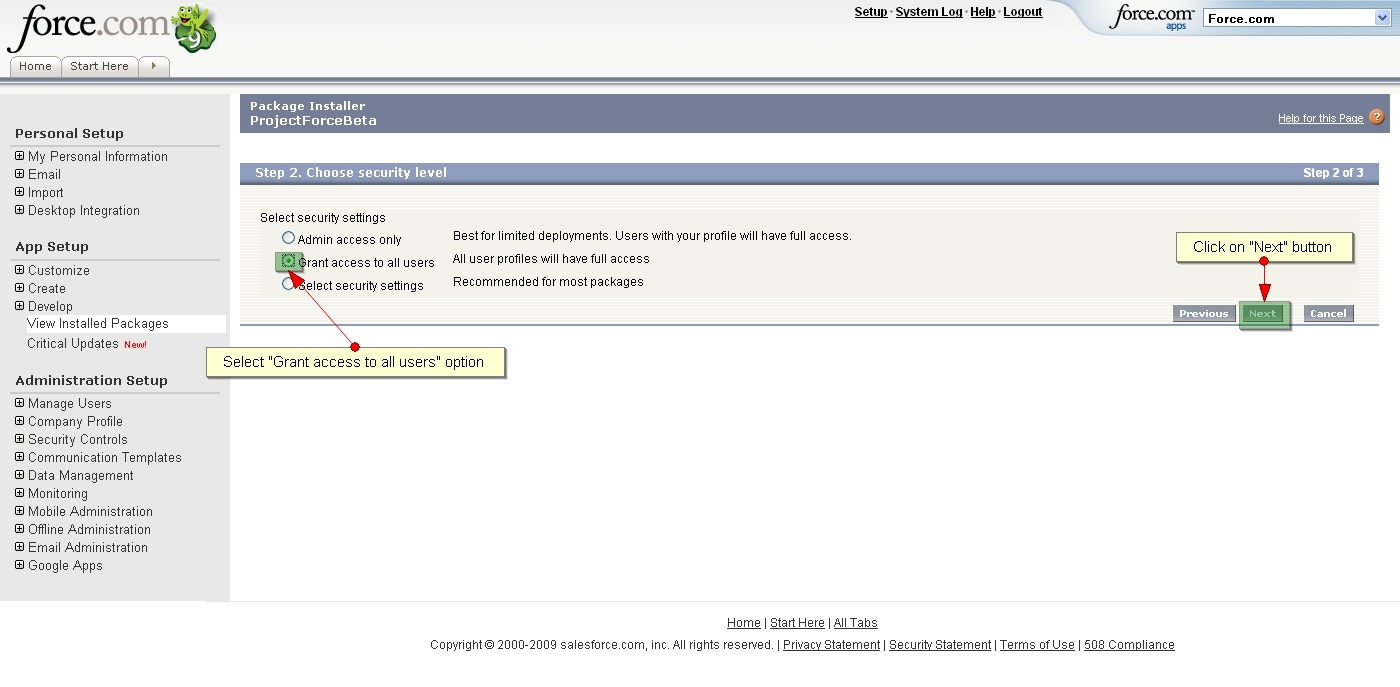 force.com 9
Setup · System Log · Help · Logout
force.com apps
Force.com
Home
Start Here
Personal Setup
My Personal Information
Email
Import
Desktop Integration
App Setup
Customize
Create
Develop
View Installed Packages
Critical Updates New!
Administration Setup
Manage Users
Company Profile
Security Controls
Communication Templates
Data Management
Monitoring
Mobile Administration
Offline Administration
Email Administration
Google Apps
Package Installer
ProjectForceBeta
Help for this Page ?
Step 2. Choose security level
Step 2 of 3
Select security settings
Admin access only Best for limited deployments. Users with your profile will have full access.
Grant access to all users All user profiles will have full access
Select security settings Recommended for most packages
Click on "Next" button
Previous Next Cancel
Select "Grant access to all users" option
Home | Start Here | All Tabs
Copyright © 2000-2009 salesforce.com, inc. All rights reserved. | Privacy Statement | Security Statement | Terms of Use | 508 Compliance